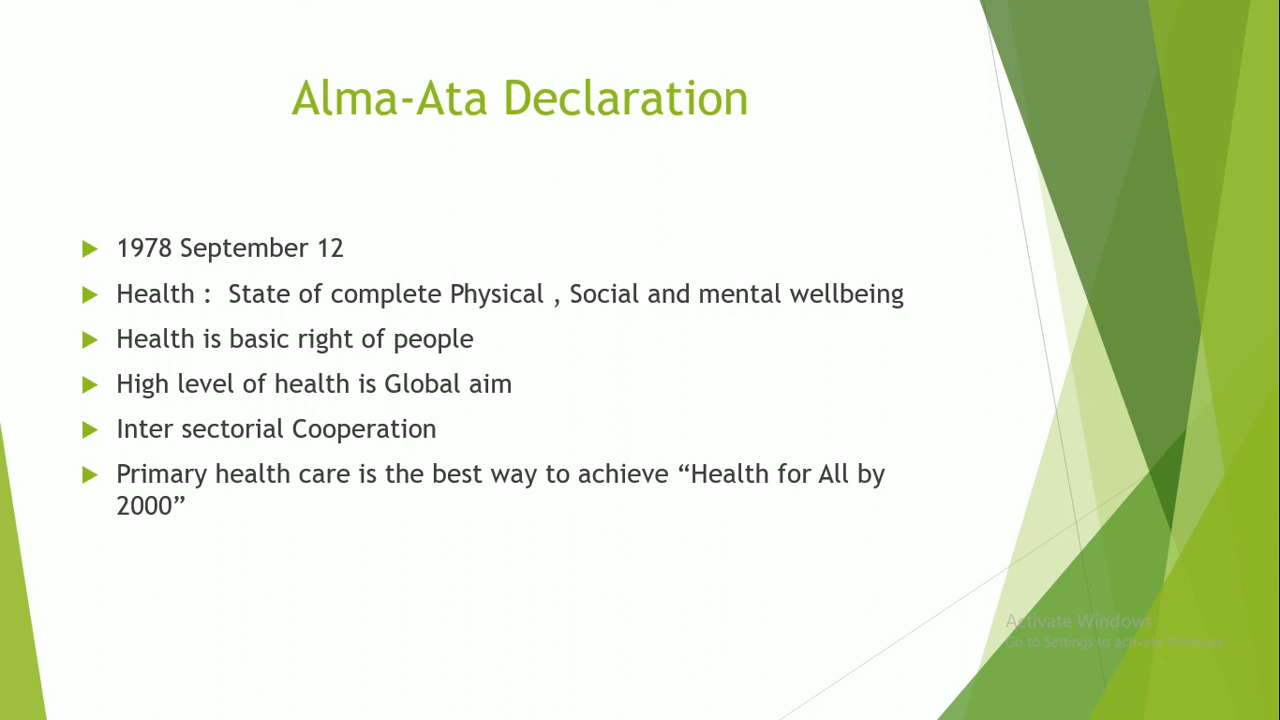 Alma-Ata Declaration
1978 September 12
Health :  State of complete Physical , Social and mental wellbeing
Health is basic right of people
High level of health is Global aim
Inter sectorial Cooperation
Primary health care is the best way to achieve “Health for All by
2000”
Activate Windows
Go to Settings to activate Windows.